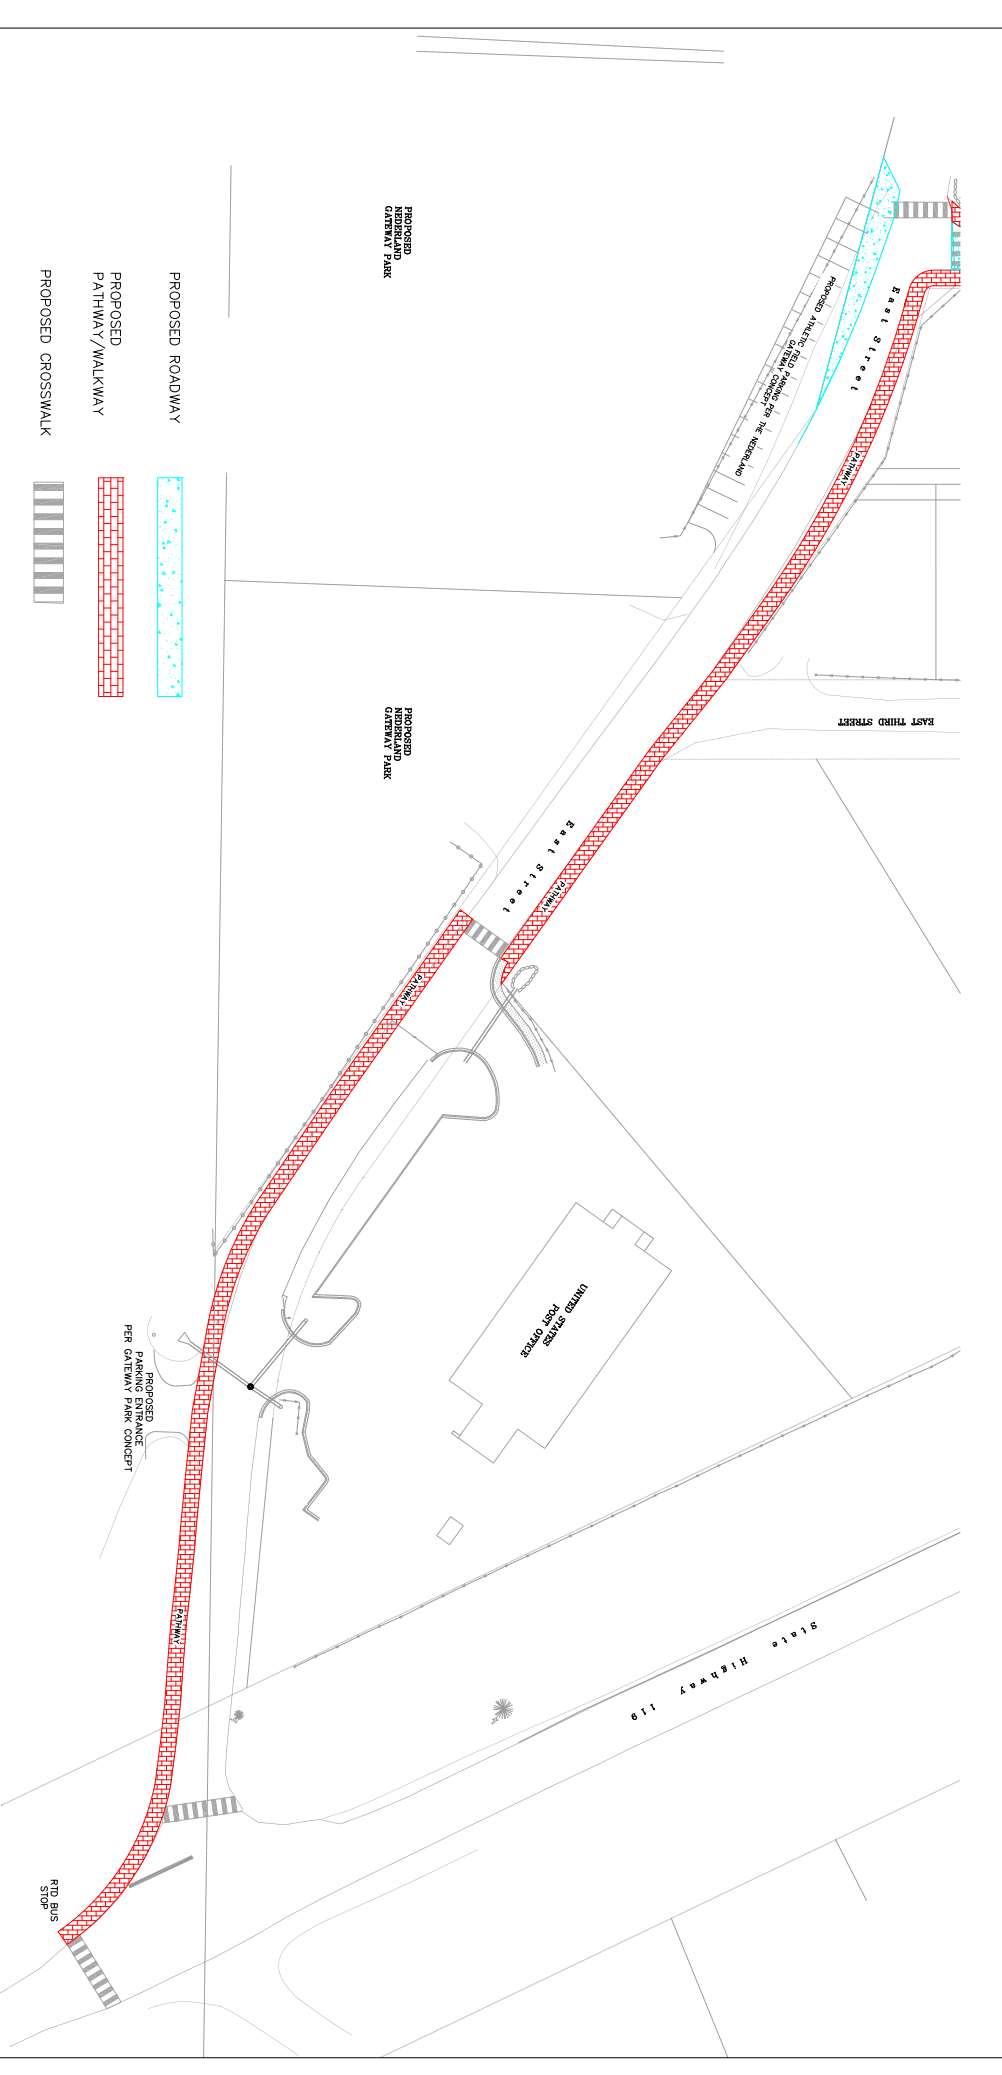 PROPOSED
NEDERLAND
GATEWAY PARK
PROPOSED ROADWAY
PROPOSED
PATHWAY/WALKWAY
PROPOSED CROSSWALK
East Street
PROPOSED ATHLETIC FIELD PARKING PER THE NEDERLAND
GATEWAY CONCEPT
PATHWAY
EAST THIRD STREET
PROPOSED
NEDERLAND
GATEWAY PARK
East Street
PATHWAY
PATHWAY
UNITED STATES
POST OFFICE
PROPOSED
PARKING ENTRANCE
PER GATEWAY PARK CONCEPT
PATHWAY
State Highway 119
RTD BUS
STOP